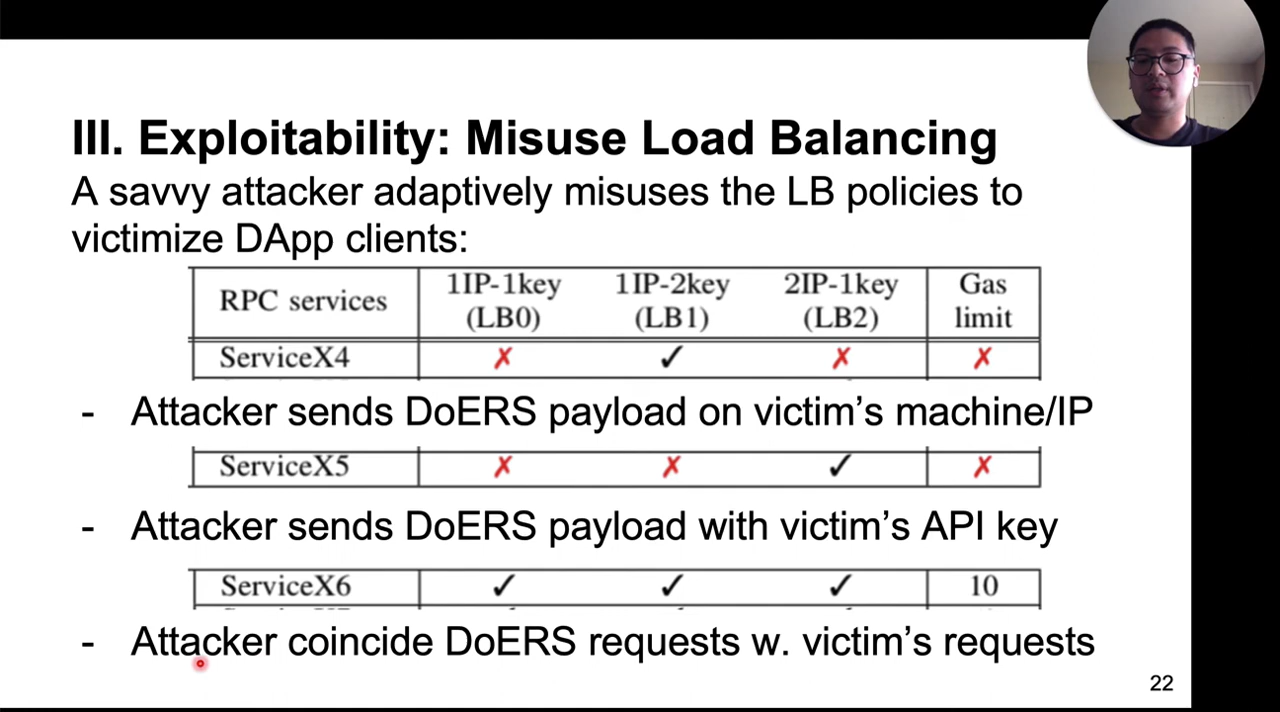 III. Exploitability: Misuse Load Balancing
A savvy attacker adaptively misuses the LB policies to
victimize DApp clients:
RPC services 1IP-1key (LB0) 1IP-2key (LB1) 2IP-1key (LB2) Gas limit
ServiceX4 ✗ ✓ ✗ ✗
- Attacker sends DoERS payload on victim's machine/IP
ServiceX5 ✗ ✗ ✓ ✗
- Attacker sends DoERS payload with victim's API key
ServiceX6 ✓ ✓ ✓ 10
- Attacker coincide DoERS requests w. victim's requests
22